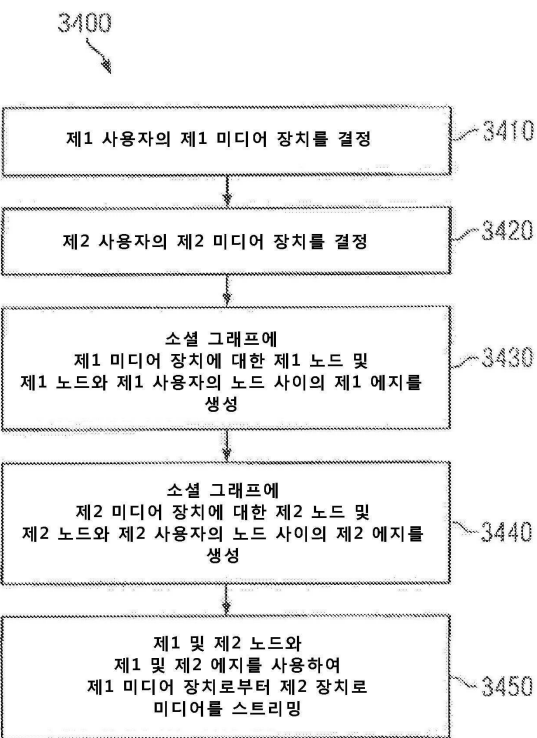 3400
제1 사용자의 제1 미디어 장치를 결정
3410
제2 사용자의 제2 미디어 장치를 결정
3420
소셜 그래프에
제1 미디어 장치에 대한 제1 노드 및
제1 노드와 제1 사용자의 노드 사이의 제1 에지를
생성
3430
소셜 그래프에
제2 미디어 장치에 대한 제2 노드 및
제2 노드와 제2 사용자의 노드 사이의 제2 에지를
생성
3440
제1 및 제2 노드와
제1 및 제2 에지를 사용하여
제1 미디어 장치로부터 제2 장치로
미디어를 스트리밍
3450